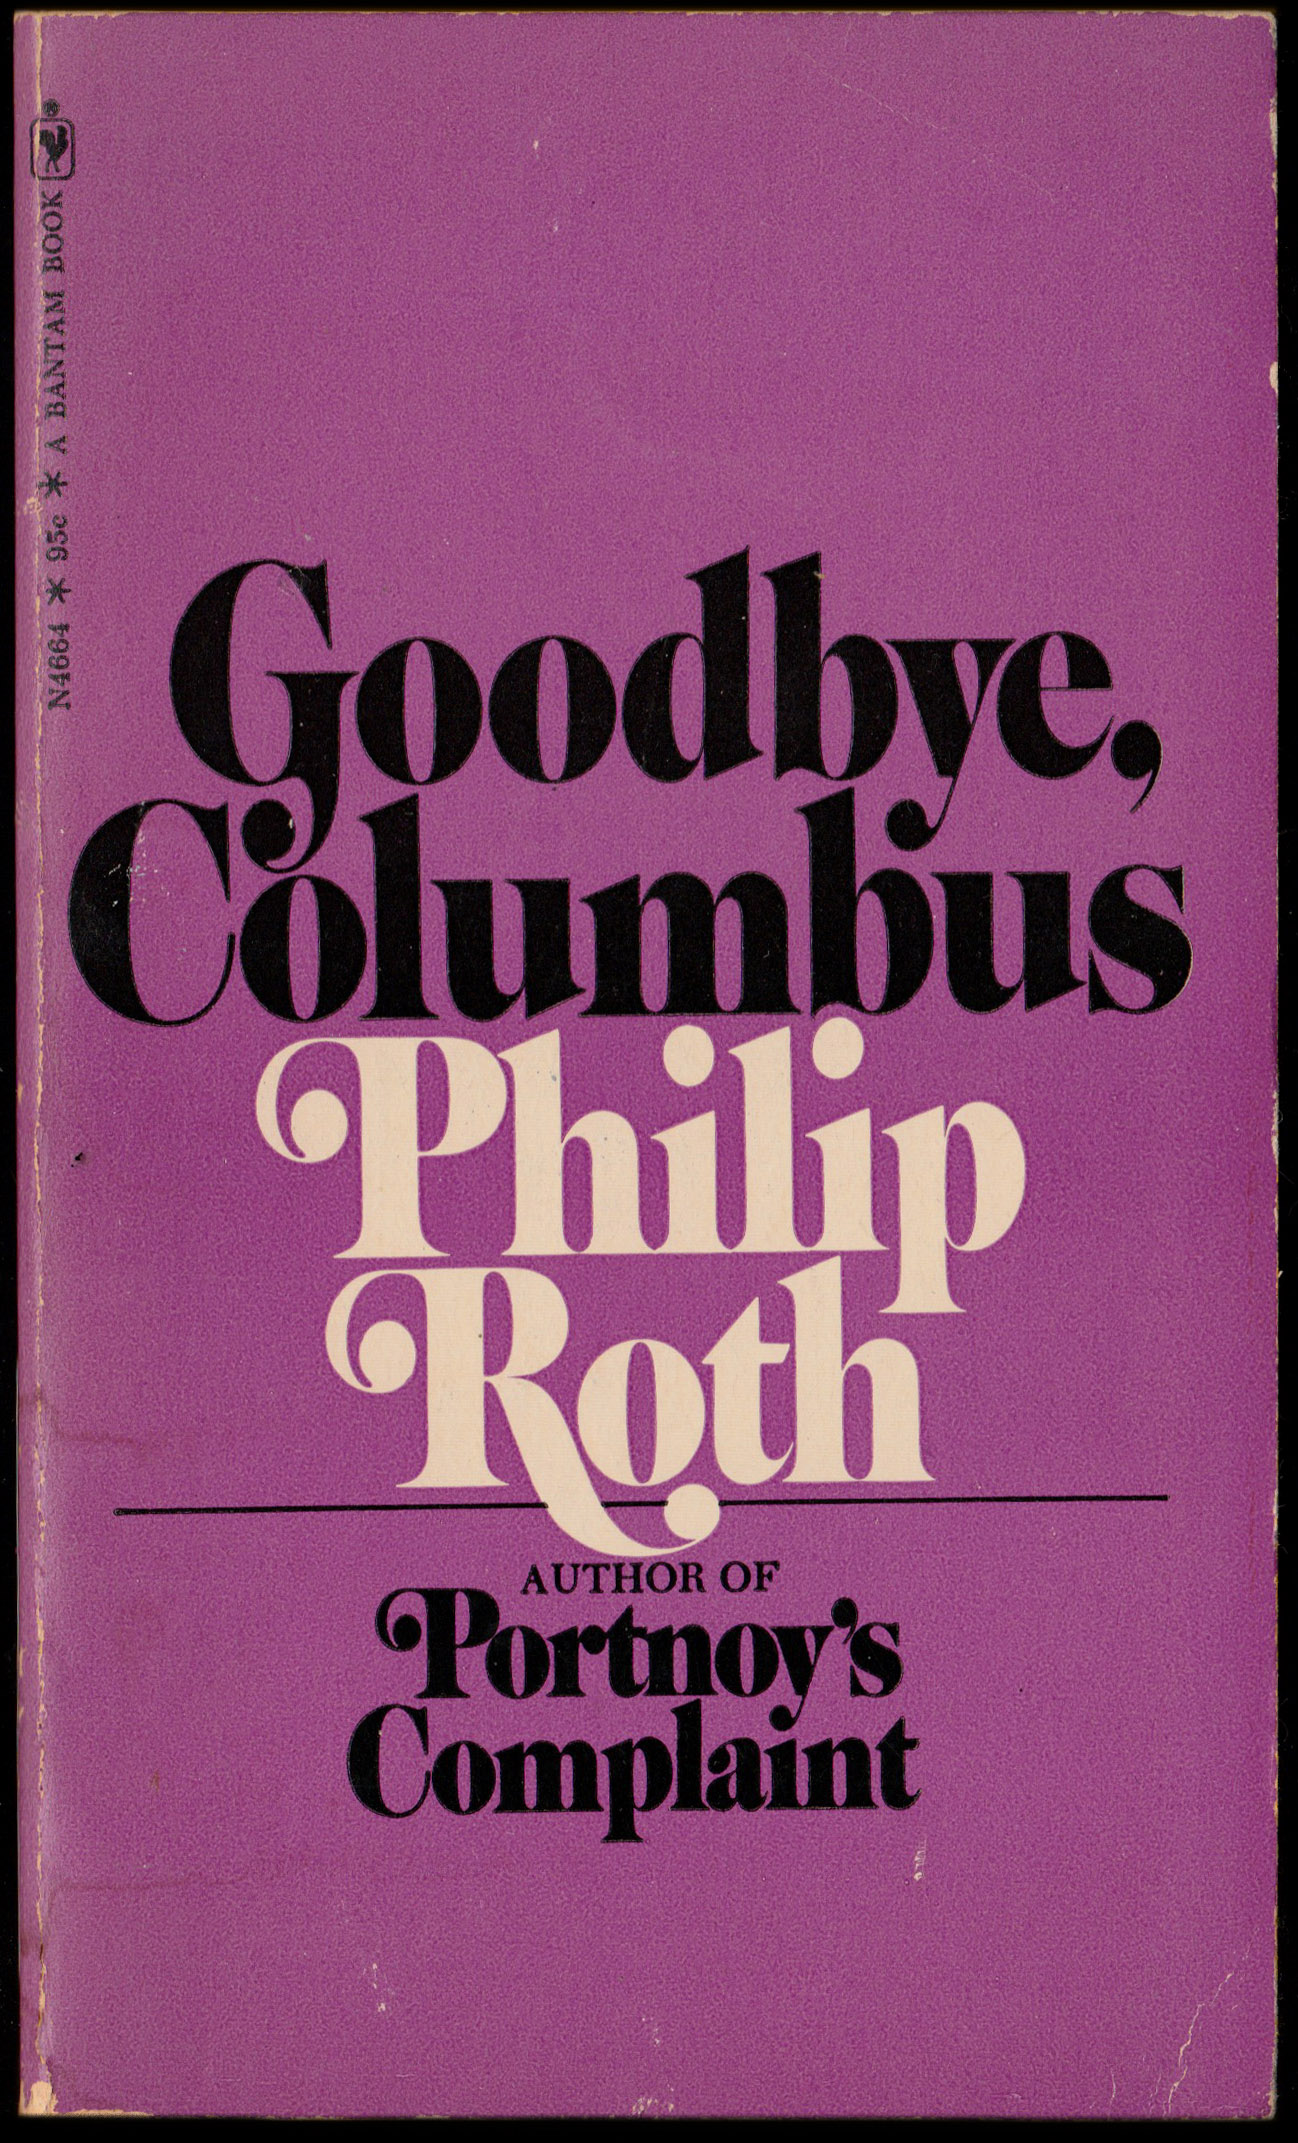 N4664 * 95c * A BANTAM BOOK ®
Goodbye,
Columbus
Philip
Roth
AUTHOR OF
Portnoy's
Complaint